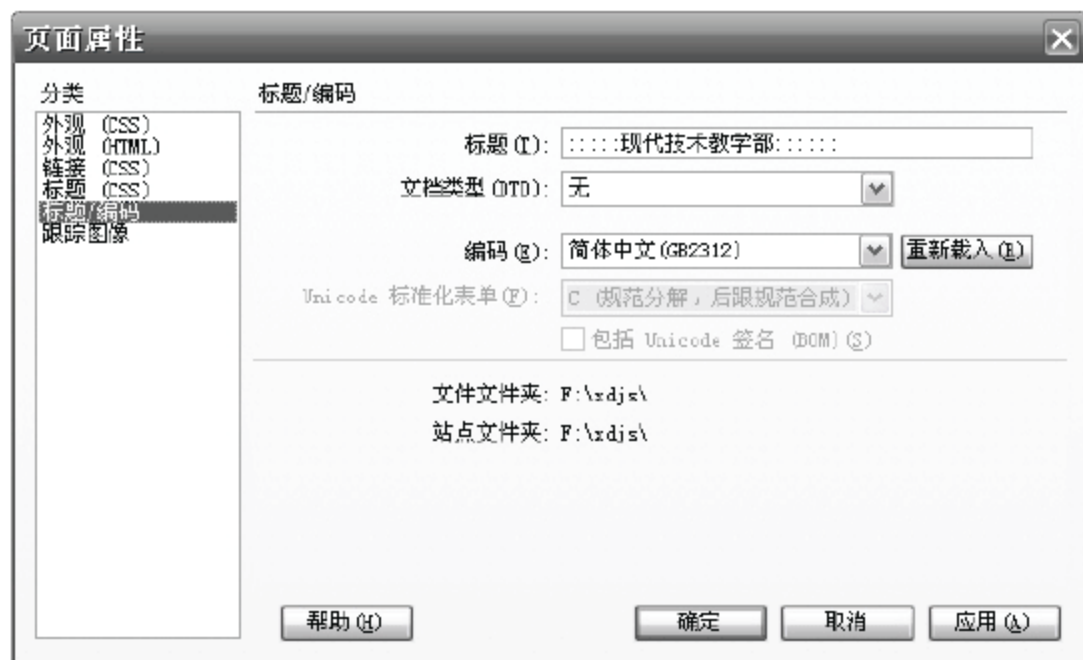 页面属性
分类
外观 (CSS)
外观 (HTML)
链接 (CSS)
标题 (CSS)
标题/编码
跟踪图像
标题/编码
标题(T): :::::现代技术教学部::::::
文档类型(DTD): 无
编码(E): 简体中文(GB2312) 重新载入(R)
Unicode 标准化表单(F): C (规范分解，后跟规范合成)
包括 Unicode 签名 (BOM)(S)
文件文件夹: F:\xdjs\
站点文件夹: F:\xdjs\
帮助(H) 确定 取消 应用(A)